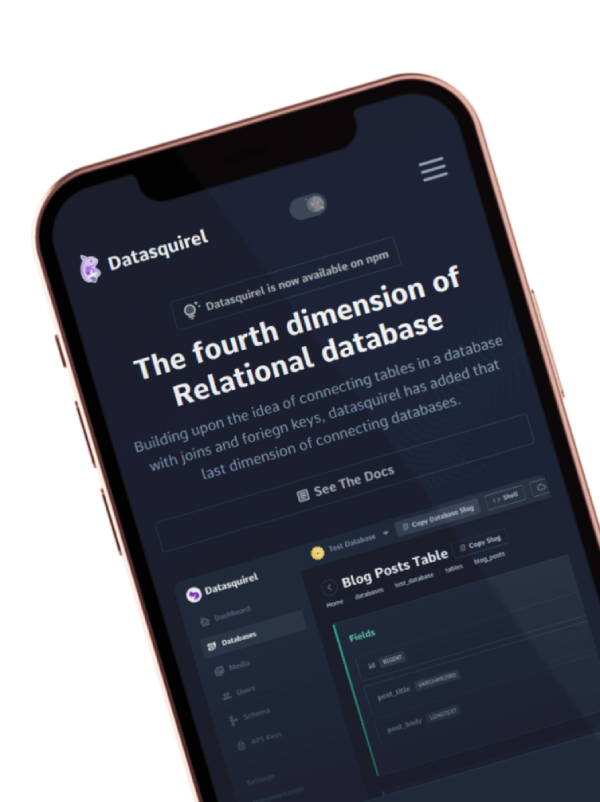 Datasquirel
Datasquirel is now available on npm
The fourth dimension of
Relational database
Building upon the idea of connecting tables in a database
with joins and foriegn keys, datasquirel has added that
last dimension of connecting databases.
See The Docs
Datasquirel
Test Database
Copy Database Slug
Shell
Dashboard
Databases
Media
Users
Schema
API Keys
Settings
Blog Posts Table
Copy Slug
Home databases test_database tables blog_posts
Fields
id BIGINT
post_title
post_body LONGTEXT